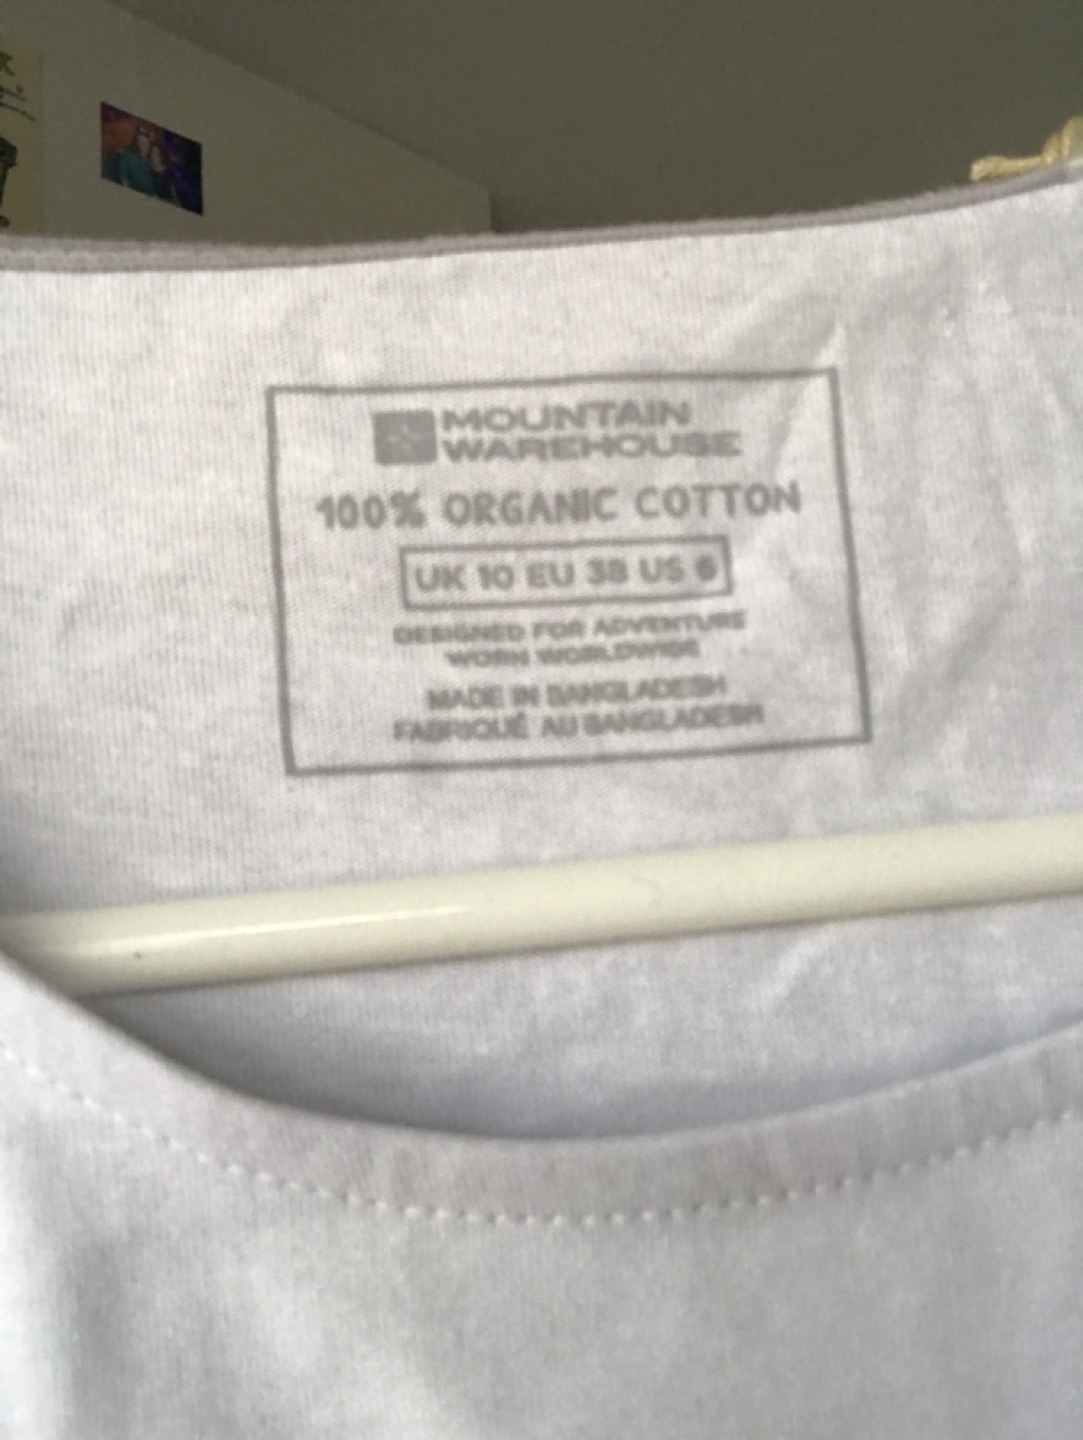 MOUNTAIN
WAREHOUSE
100% ORGANIC COTTON
UK 10 EU 38 US 6
DESIGNED FOR ADVENTURE
WORN WORLDWIDE
MADE IN BANGLADESH
FABRIQUÉ AU BANGLADESH